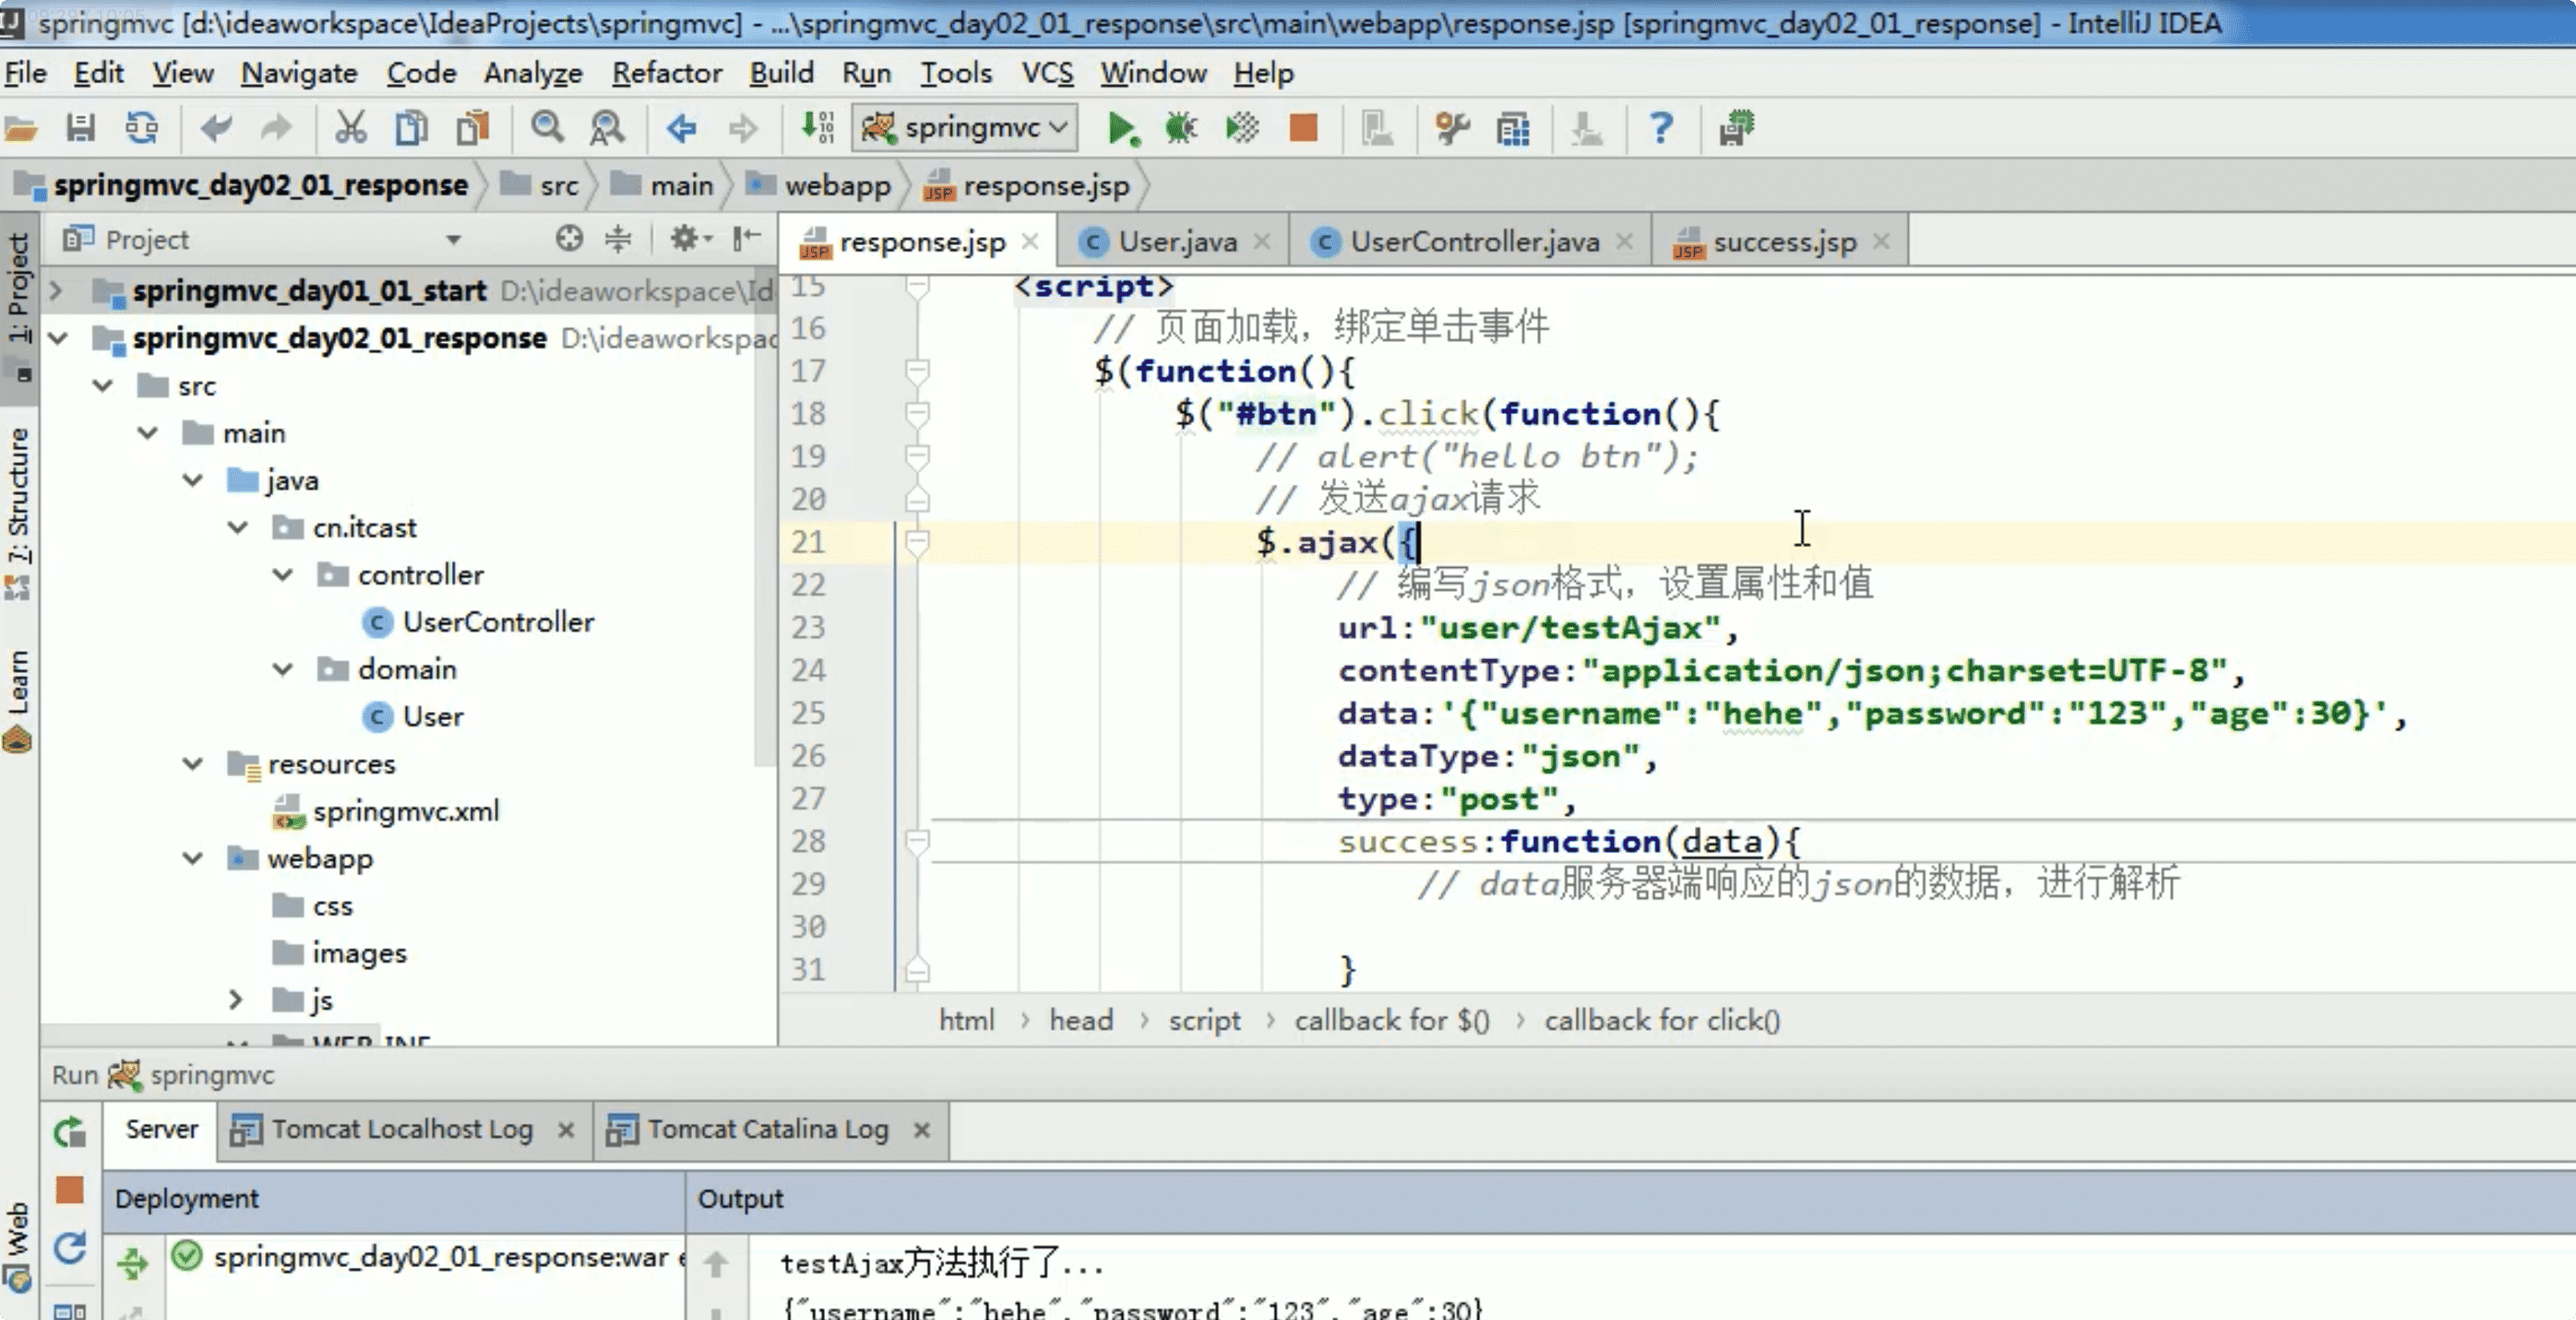 springmvc [d:\ideaworkspace\IdeaProjects\springmvc] - ...\springmvc_day02_01_response\src\main\webapp\response.jsp [springmvc_day02_01_response] - IntelliJ IDEA
File Edit View Navigate Code Analyze Refactor Build Run Tools VCS Window Help
springmvc
springmvc_day02_01_response src main webapp response.jsp
1: Project
7: Structure
Learn
Web
Project
springmvc_day01_01_start D:\ideaworkspace\Id
springmvc_day02_01_response D:\ideaworkspac
src
main
java
cn.itcast
controller
UserController
domain
User
resources
springmvc.xml
webapp
css
images
js
WEB-INF
response.jsp User.java UserController.java success.jsp
15 <script>
16 // 页面加载，绑定单击事件
17 $(function(){
18 $("#btn").click(function(){
19 // alert("hello btn");
20 // 发送ajax请求
21 $.ajax({
22 // 编写json格式，设置属性和值
23 url:"user/testAjax",
24 contentType:"application/json;charset=UTF-8",
25 data:'{"username":"hehe","password":"123","age":30}',
26 dataType:"json",
27 type:"post",
28 success:function(data){
29 // data服务器端响应的json的数据，进行解析
30
31 }
html › head › script › callback for $() › callback for click()
Run springmvc
Server Tomcat Localhost Log Tomcat Catalina Log
Deployment Output
springmvc_day02_01_response:war e
testAjax方法执行了...
{"username":"hehe","password":"123","age":30}